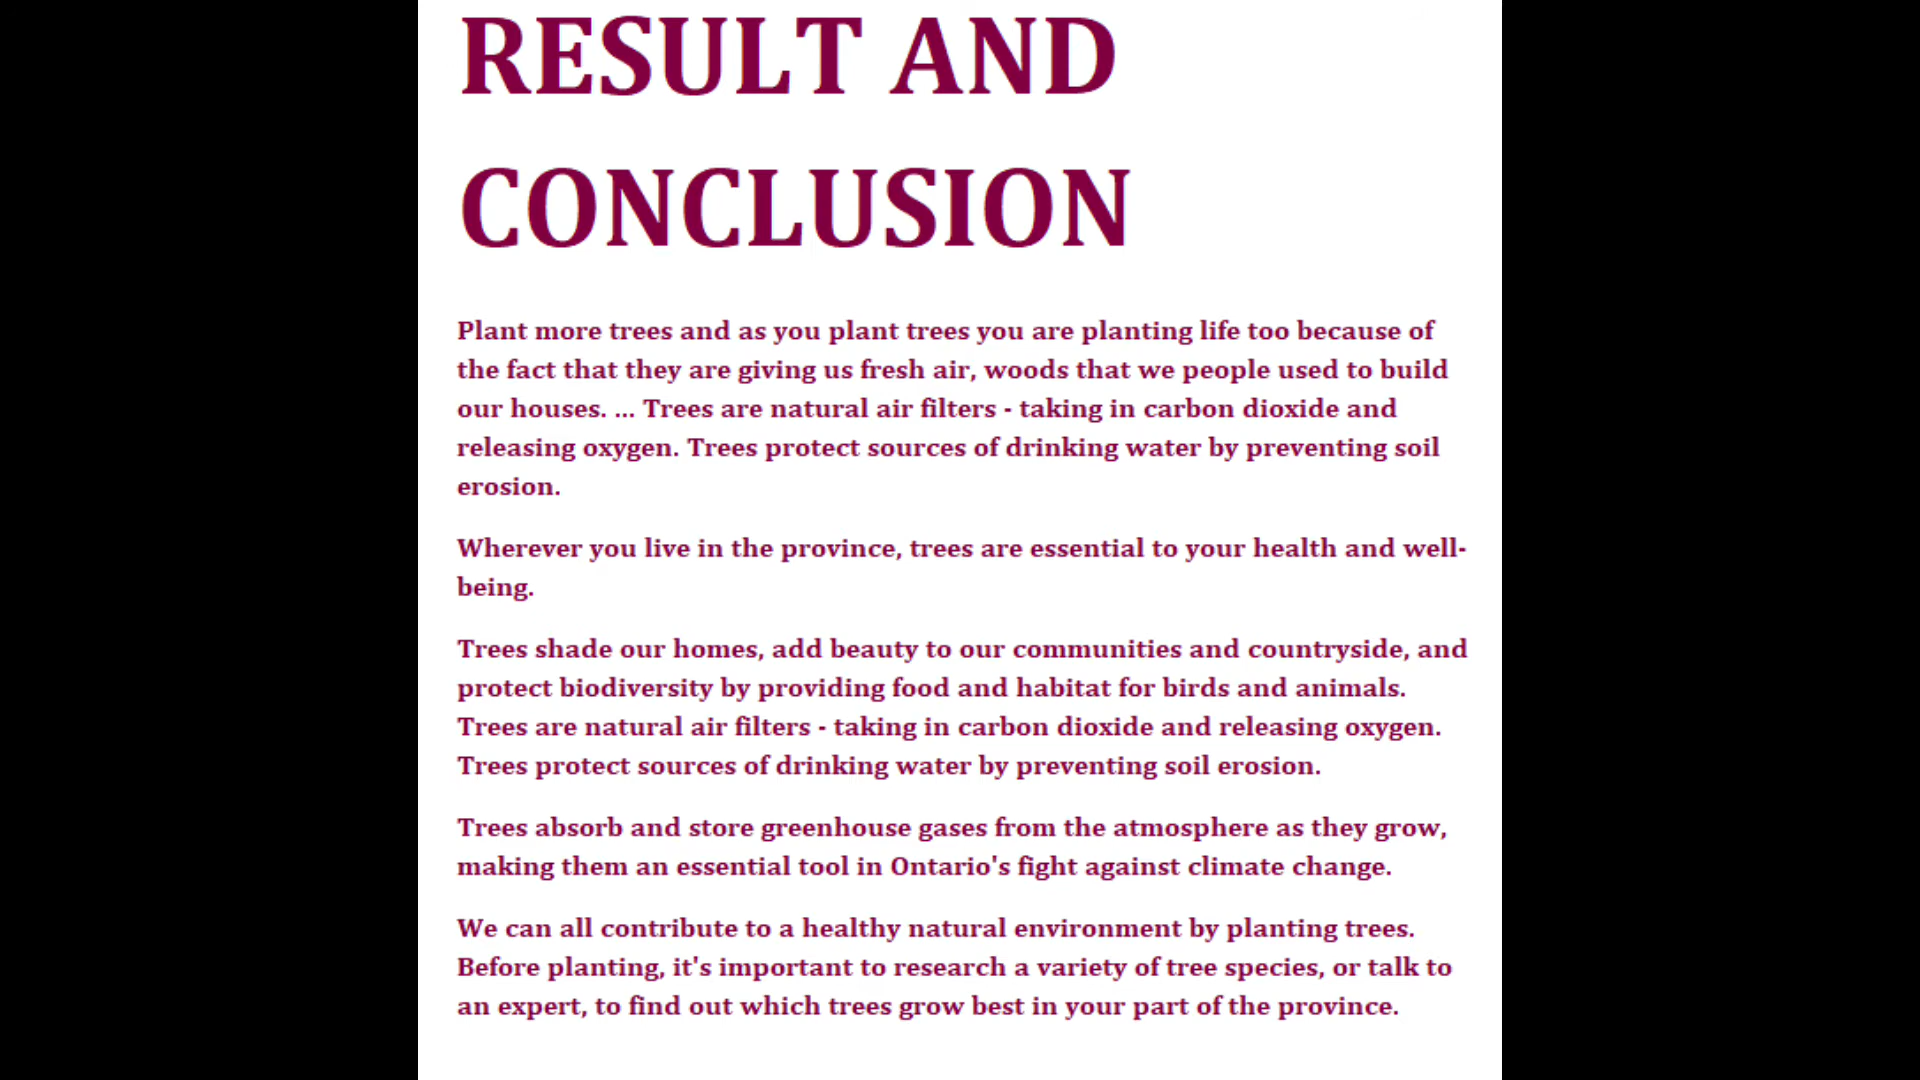 RESULT AND
CONCLUSION
Plant more trees and as you plant trees you are planting life too because of
the fact that they are giving us fresh air, woods that we people used to build
our houses. ... Trees are natural air filters - taking in carbon dioxide and
releasing oxygen. Trees protect sources of drinking water by preventing soil
erosion.
Wherever you live in the province, trees are essential to your health and well-
being.
Trees shade our homes, add beauty to our communities and countryside, and
protect biodiversity by providing food and habitat for birds and animals.
Trees are natural air filters - taking in carbon dioxide and releasing oxygen.
Trees protect sources of drinking water by preventing soil erosion.
Trees absorb and store greenhouse gases from the atmosphere as they grow,
making them an essential tool in Ontario's fight against climate change.
We can all contribute to a healthy natural environment by planting trees.
Before planting, it's important to research a variety of tree species, or talk to
an expert, to find out which trees grow best in your part of the province.